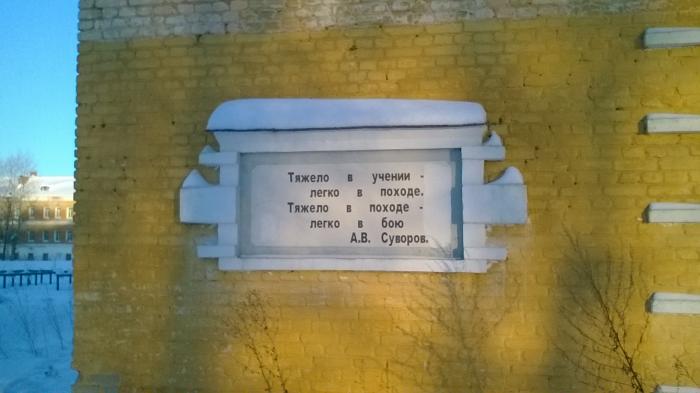 Тяжело в учении -
легко в походе.
Тяжело в походе -
легко в бою
А.В. Суворов.